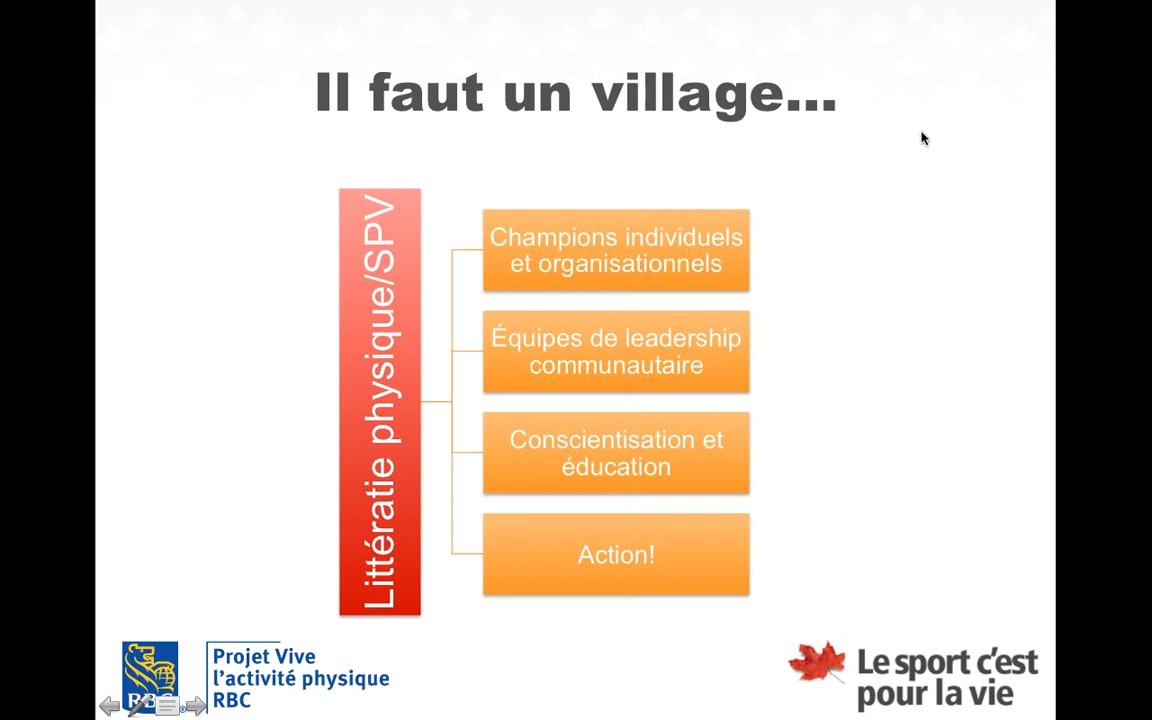 Il faut un village...
Littératie physique/SPV
Champions individuels
et organisationnels
Équipes de leadership
communautaire
Conscientisation et
éducation
Action!
RBC
Projet Vive
l'activité physique
RBC
Le sport c'est
pour la vie